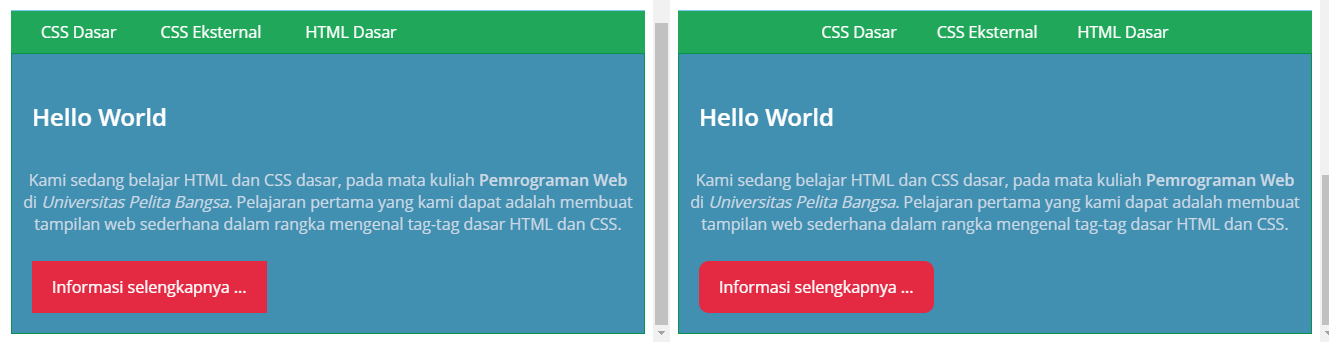 CSS Dasar CSS Eksternal HTML Dasar
Hello World
Kami sedang belajar HTML dan CSS dasar, pada mata kuliah Pemrograman Web
di Universitas Pelita Bangsa. Pelajaran pertama yang kami dapat adalah membuat
tampilan web sederhana dalam rangka mengenal tag-tag dasar HTML dan CSS.
Informasi selengkapnya ...
CSS Dasar CSS Eksternal HTML Dasar
Hello World
Kami sedang belajar HTML dan CSS dasar, pada mata kuliah Pemrograman Web
di Universitas Pelita Bangsa. Pelajaran pertama yang kami dapat adalah membuat
tampilan web sederhana dalam rangka mengenal tag-tag dasar HTML dan CSS.
Informasi selengkapnya ...